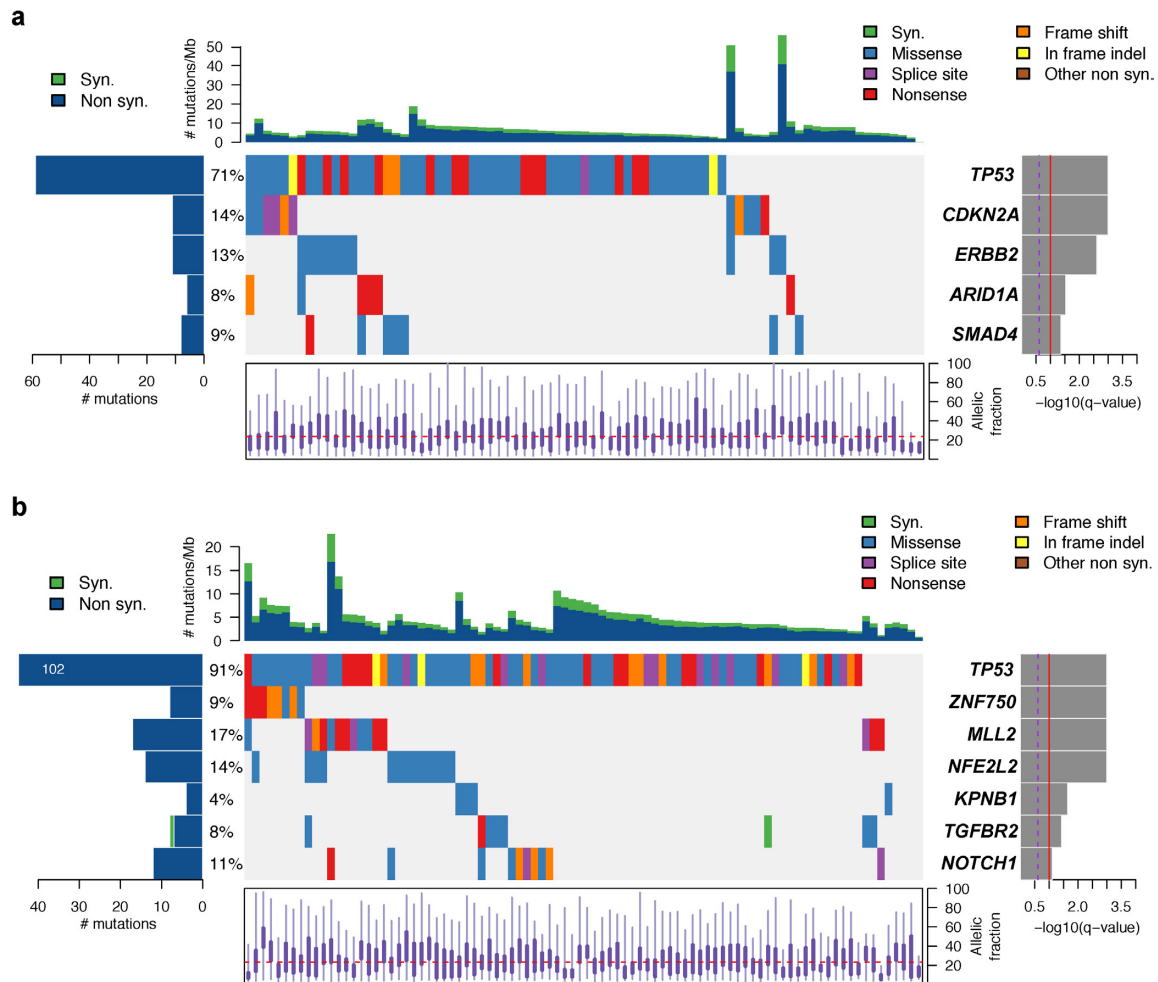 a
# mutations/Mb
50
40
30
20
10
0
Syn.
Non syn.
Syn.
Missense
Splice site
Nonsense
Frame shift
In frame indel
Other non syn.
71%
14%
13%
8%
9%
TP53
CDKN2A
ERBB2
ARID1A
SMAD4
60 40 20 0
# mutations
100
80
60
40
20
Allelic
fraction
0.5 2.0 3.5
−log10(q−value)
b
# mutations/Mb
20
15
10
5
0
Syn.
Non syn.
Syn.
Missense
Splice site
Nonsense
Frame shift
In frame indel
Other non syn.
102
91%
9%
17%
14%
4%
8%
11%
TP53
ZNF750
MLL2
NFE2L2
KPNB1
TGFBR2
NOTCH1
40 30 20 10 0
# mutations
100
80
60
40
20
Allelic
fraction
0.5 2.0 3.5
−log10(q−value)